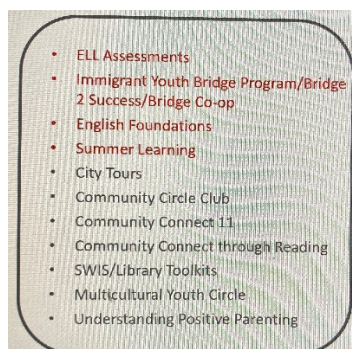 • ELL Assessments
• Immigrant Youth Bridge Program/Bridge
2 Success/Bridge Co-op
• English Foundations
• Summer Learning
• City Tours
• Community Circle Club
• Community Connect 11
• Community Connect through Reading
• SWIS/Library Toolkits
• Multicultural Youth Circle
• Understanding Positive Parenting